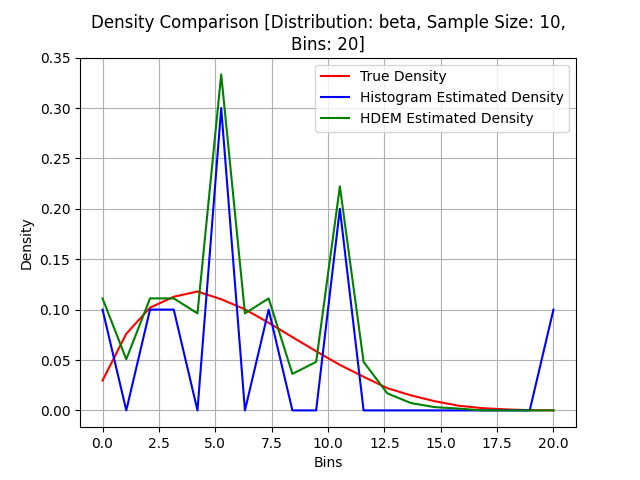 Density Comparison [Distribution: beta, Sample Size: 10,
Bins: 20]
True Density
Histogram Estimated Density
HDEM Estimated Density
Density
0.35
0.30
0.25
0.20
0.15
0.10
0.05
0.00
0.0 2.5 5.0 7.5 10.0 12.5 15.0 17.5 20.0
Bins